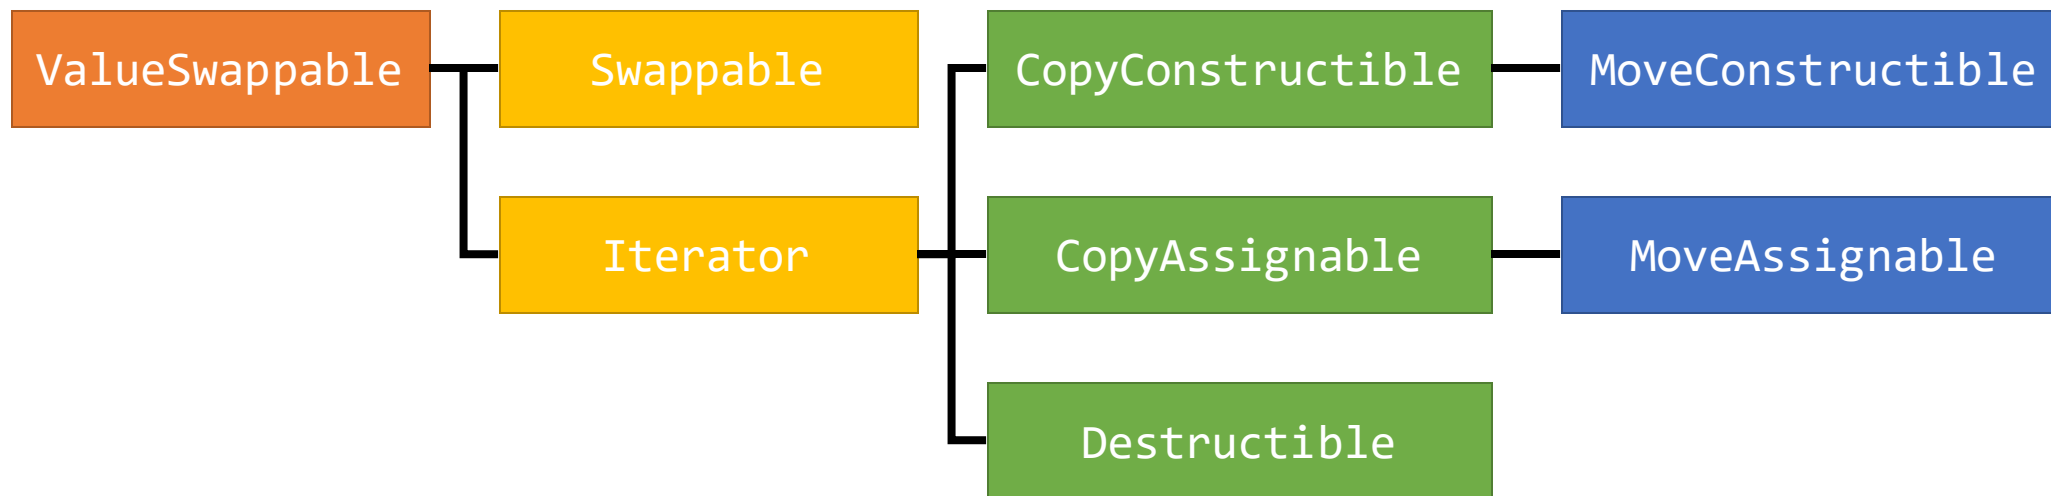 ValueSwappable
Swappable
CopyConstructible
MoveConstructible
Iterator
CopyAssignable
MoveAssignable
Destructible